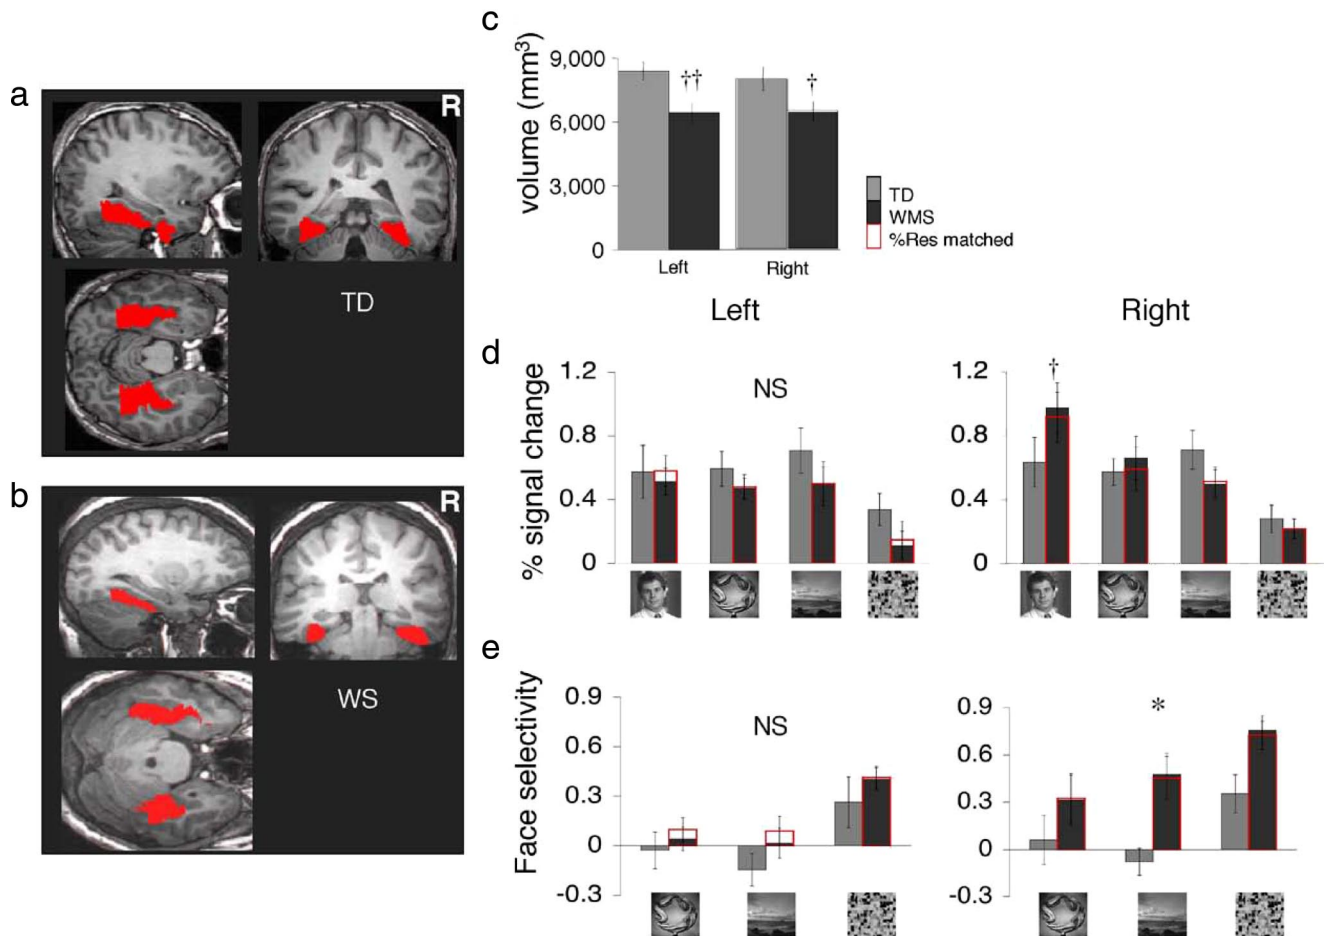 a
R
TD
b
R
WS
c
volume (mm³)
9,000
6,000
3,000
0
††
†
Left
Right
TD
WMS
%Res matched
Left
Right
d
% signal change
1.2
0.8
0.4
0
NS
1.2
0.8
0.4
0
†
e
Face selectivity
0.9
0.6
0.3
0
-0.3
NS
0.9
0.6
0.3
0
-0.3
*